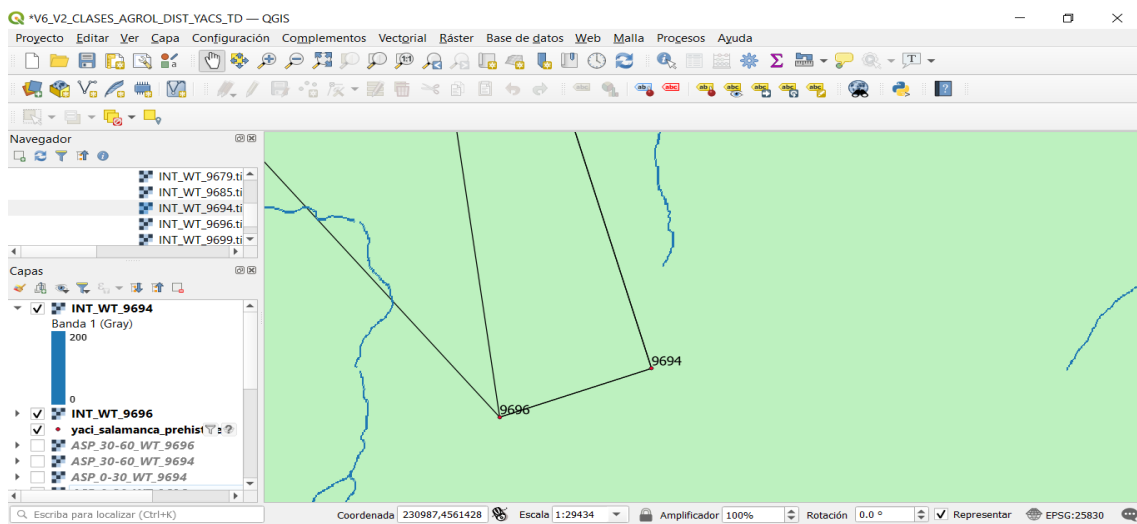 *V6_V2_CLASES_AGROL_DIST_YACS_TD — QGIS
Proyecto Editar Ver Capa Configuración Complementos Vectorial Ráster Base de datos Web Malla Procesos Ayuda
Navegador
INT_WT_9679.ti
INT_WT_9685.ti
INT_WT_9694.ti
INT_WT_9696.ti
INT_WT_9699.ti
Capas
INT_WT_9694
Banda 1 (Gray)
200
0
INT_WT_9696
yaci_salamanca_prehist
ASP_30-60_WT_9696
ASP_30-60_WT_9694
ASP_0-30_WT_9694
9694
9696
Escriba para localizar (Ctrl+K) Coordenada 230987,4561428 Escala 1:29434 Amplificador 100% Rotación 0.0 ° Representar EPSG:25830